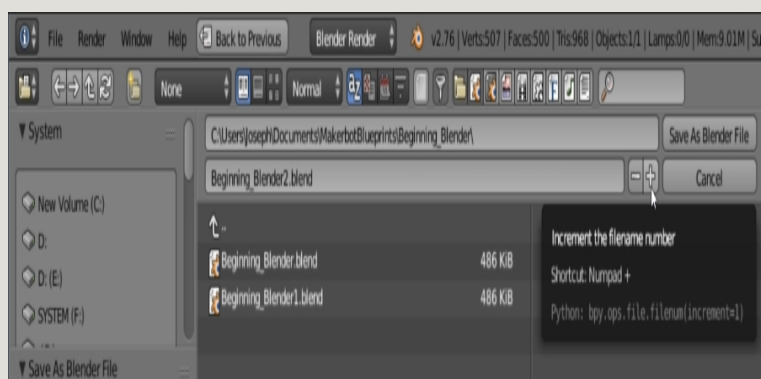 File Render Window Help Back to Previous Blender Render v2.76 | Verts:507 | Faces:500 | Tris:968 | Objects:1/1 | Lamps:0/0 | Mem:9.01M | Su
None Normal
System C:\Users\Joseph\Documents\MakerbotBlueprints\Beginning_Blender\ Save As Blender File
Beginning_Blender2.blend Cancel
New Volume (C:)
D:
D: (E:)
SYSTEM (F:)
..
Beginning_Blender.blend 486 KiB
Beginning_Blender1.blend 486 KiB
Increment the filename number
Shortcut: Numpad +
Python: bpy.ops.file.filenum(increment=1)
Save As Blender File